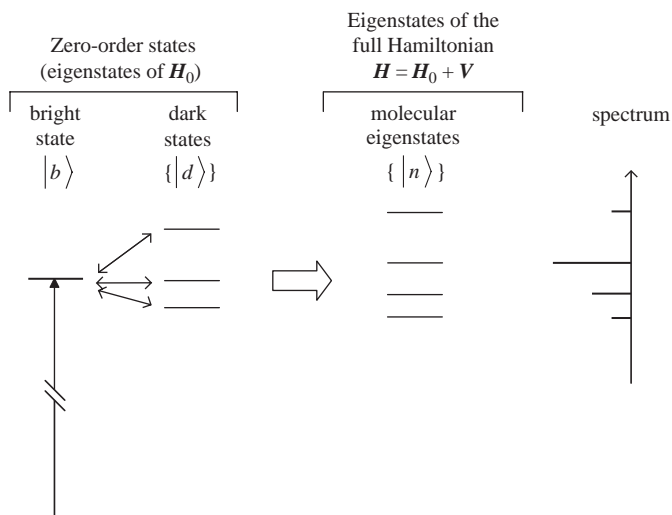 Zero-order states
(eigenstates of H₀)
bright
state
|b⟩
dark
states
{|d⟩}
Eigenstates of the
full Hamiltonian
H = H₀ + V
molecular
eigenstates
{ |n⟩ }
spectrum